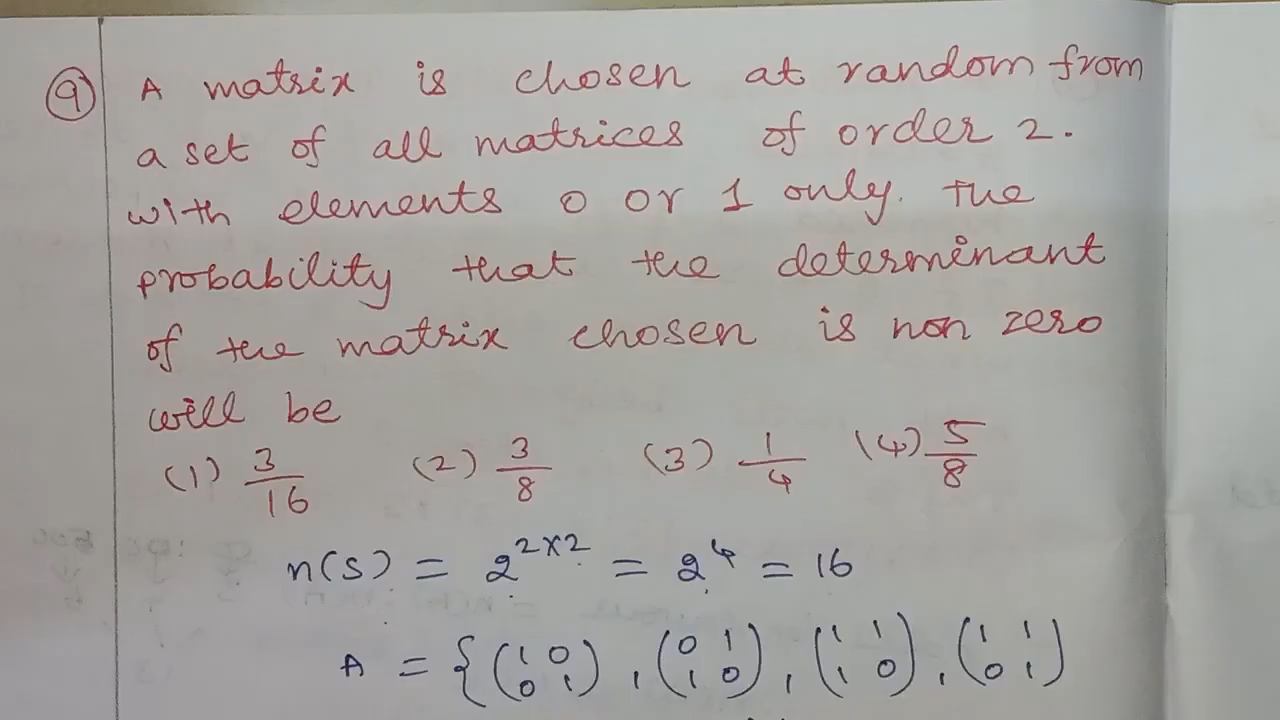 9 A matrix is chosen at random from
a set of all matrices of order 2.
with elements 0 or 1 only. The
probability that the determinant
of the matrix chosen is non zero
will be
(1) 3/16 (2) 3/8 (3) 1/4 (4) 5/8
n(S) = 2^{2×2} = 2^4 = 16
A = { (1 0 / 0 1), (0 1 / 1 0), (1 1 / 1 0), (1 1 / 0 1)